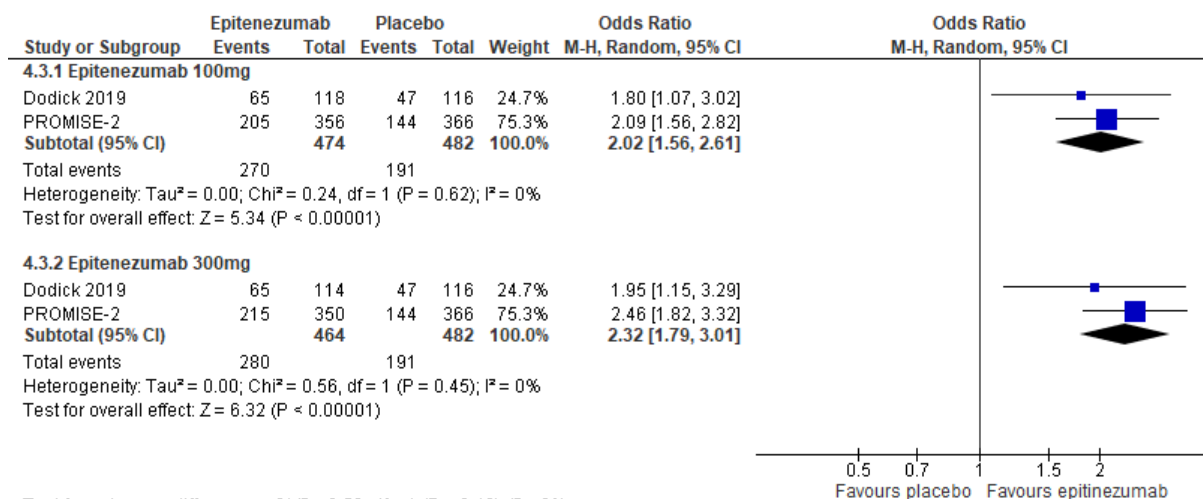 Epitenezumab Placebo Odds Ratio Odds Ratio
Study or Subgroup Events Total Events Total Weight M-H, Random, 95% CI M-H, Random, 95% CI
4.3.1 Epitenezumab 100mg
Dodick 2019 65 118 47 116 24.7% 1.80 [1.07, 3.02]
PROMISE-2 205 356 144 366 75.3% 2.09 [1.56, 2.82]
Subtotal (95% CI) 474 482 100.0% 2.02 [1.56, 2.61]
Total events 270 191
Heterogeneity: Tau² = 0.00; Chi² = 0.24, df = 1 (P = 0.62); I² = 0%
Test for overall effect: Z = 5.34 (P < 0.00001)
4.3.2 Epitenezumab 300mg
Dodick 2019 65 114 47 116 24.7% 1.95 [1.15, 3.29]
PROMISE-2 215 350 144 366 75.3% 2.46 [1.82, 3.32]
Subtotal (95% CI) 464 482 100.0% 2.32 [1.79, 3.01]
Total events 280 191
Heterogeneity: Tau² = 0.00; Chi² = 0.56, df = 1 (P = 0.45); I² = 0%
Test for overall effect: Z = 6.32 (P < 0.00001)
0.5 0.7 1 1.5 2
Favours placebo Favours epitinezumab